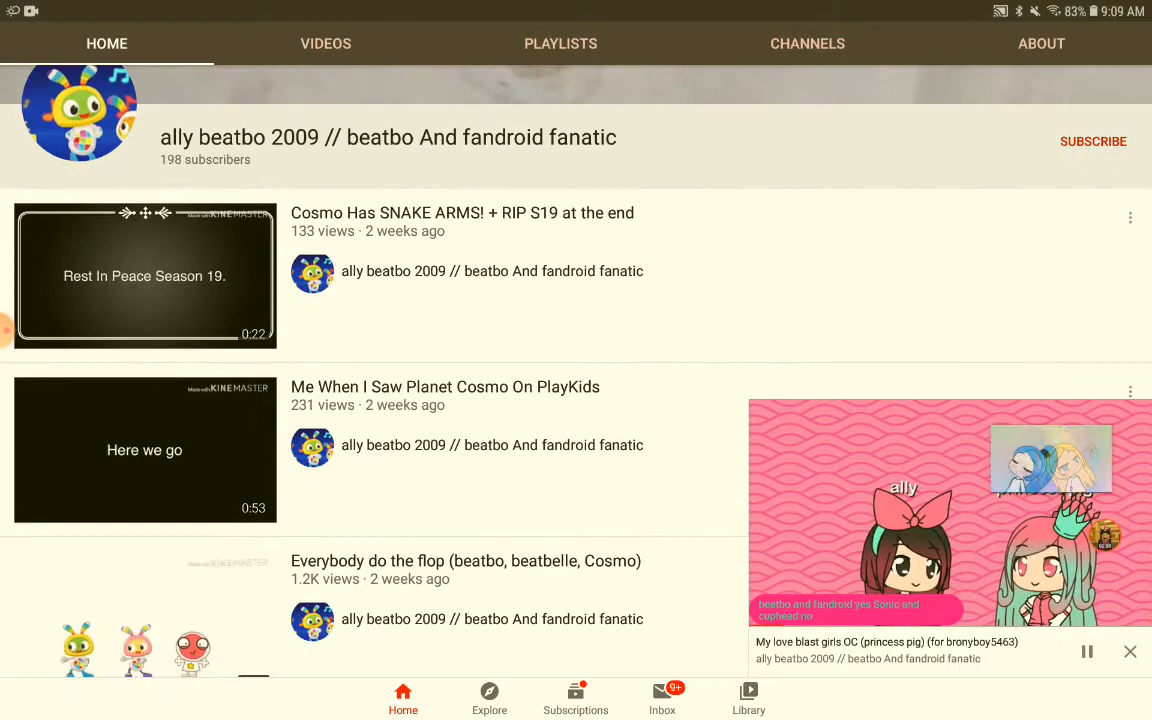 83% 9:09 AM
HOME VIDEOS PLAYLISTS CHANNELS ABOUT
ally beatbo 2009 // beatbo And fandroid fanatic
198 subscribers
SUBSCRIBE
Made with KINEMASTER
Rest In Peace Season 19.
0:22
Cosmo Has SNAKE ARMS! + RIP S19 at the end
133 views · 2 weeks ago
ally beatbo 2009 // beatbo And fandroid fanatic
Made with KINEMASTER
Here we go
0:53
Me When I Saw Planet Cosmo On PlayKids
231 views · 2 weeks ago
ally beatbo 2009 // beatbo And fandroid fanatic
Made with KINEMASTER
Everybody do the flop (beatbo, beatbelle, Cosmo)
1.2K views · 2 weeks ago
ally beatbo 2009 // beatbo And fandroid fanatic
ally
beatbo and fandroid yes Sonic and
cuphead no
My love blast girls OC (princess pig) (for bronyboy5463)
ally beatbo 2009 // beatbo And fandroid fanatic
Home Explore Subscriptions Inbox 9+ Library